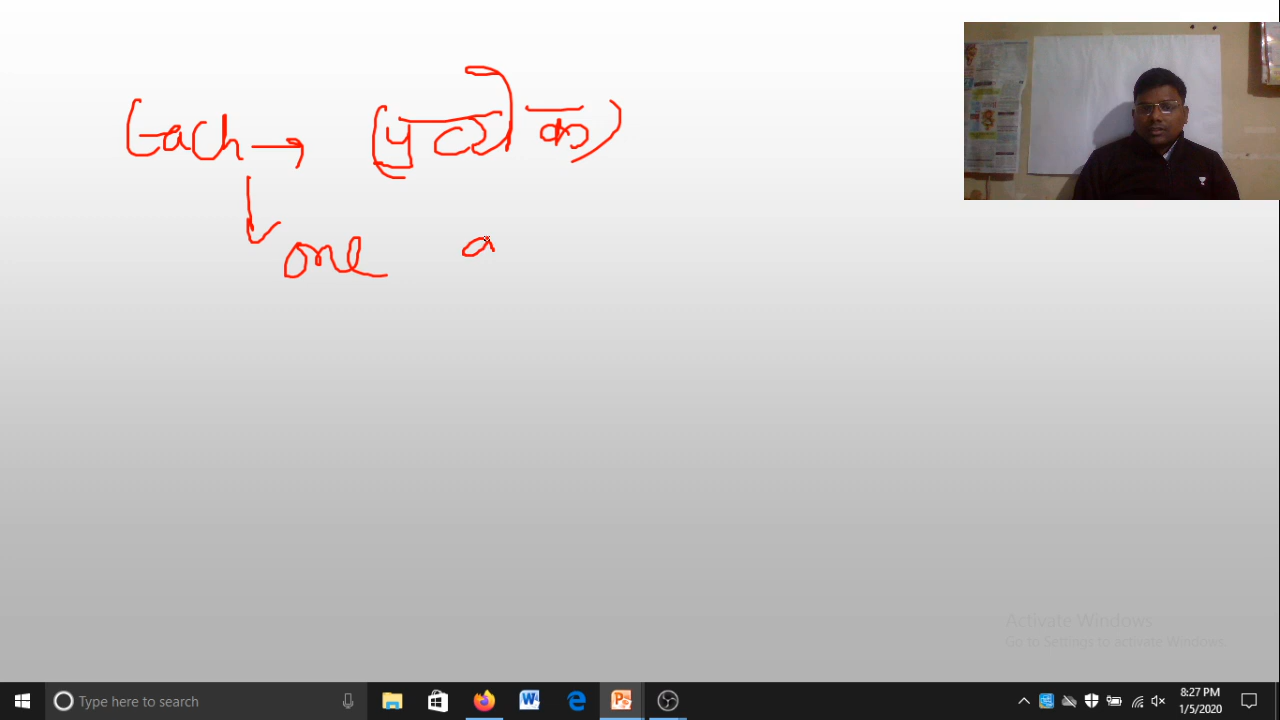 Each → (प्रत्येक)
one a
Activate Windows
Go to Settings to activate Windows.
Type here to search
8:27 PM
1/5/2020